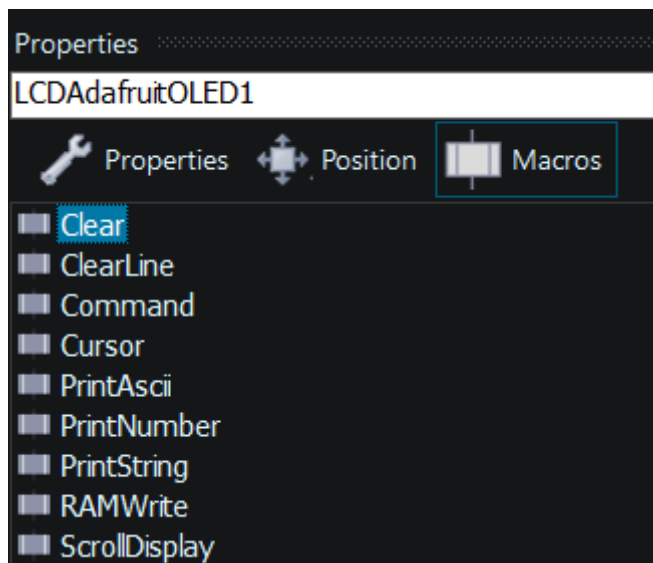 Properties
LCDAdafruitOLED1
Properties Position Macros
Clear
ClearLine
Command
Cursor
PrintAscii
PrintNumber
PrintString
RAMWrite
ScrollDisplay